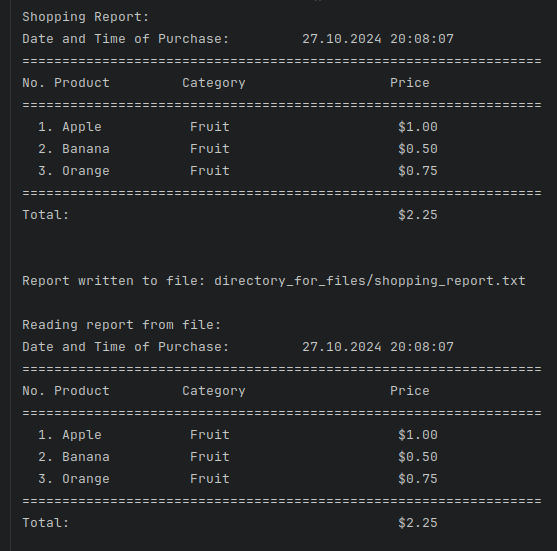 Shopping Report:
Date and Time of Purchase:         27.10.2024 20:08:07
=================================================================
No. Product         Category                  Price
=================================================================
  1. Apple           Fruit                     $1.00
  2. Banana          Fruit                     $0.50
  3. Orange          Fruit                     $0.75
=================================================================
Total:                                         $2.25
Report written to file: directory_for_files/shopping_report.txt
Reading report from file:
Date and Time of Purchase:         27.10.2024 20:08:07
=================================================================
No. Product         Category                  Price
=================================================================
  1. Apple           Fruit                     $1.00
  2. Banana          Fruit                     $0.50
  3. Orange          Fruit                     $0.75
=================================================================
Total:                                         $2.25